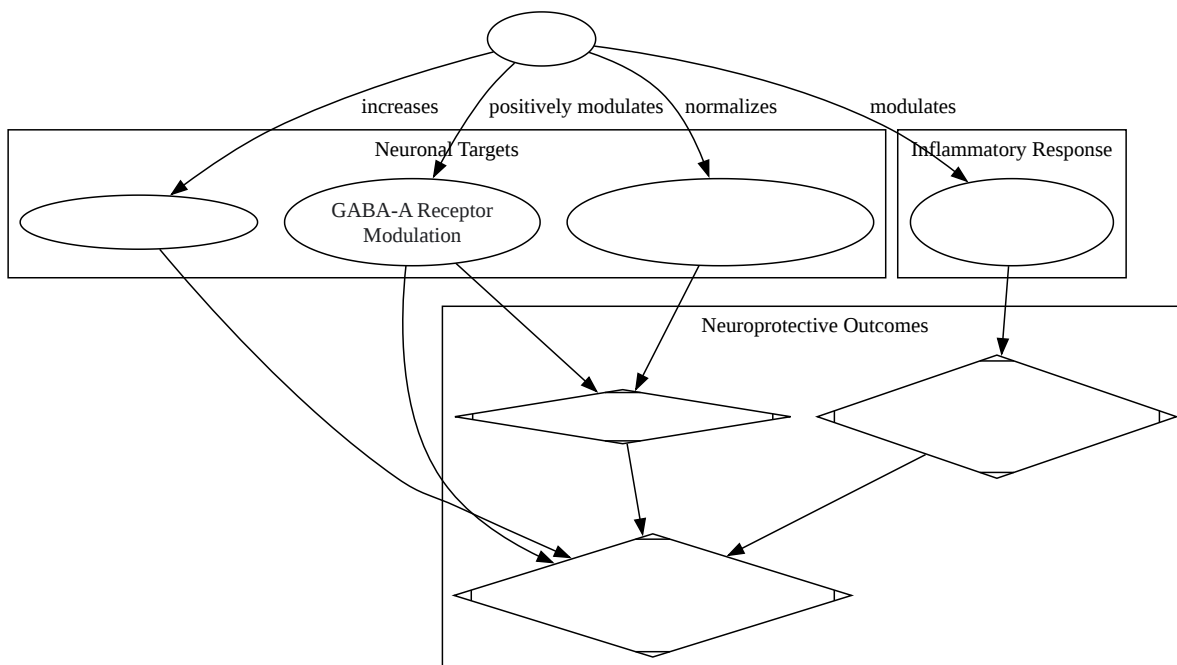 increases
positively modulates
normalizes
modulates
Neuronal Targets
Inflammatory Response
GABA-A Receptor
Modulation
Neuroprotective Outcomes